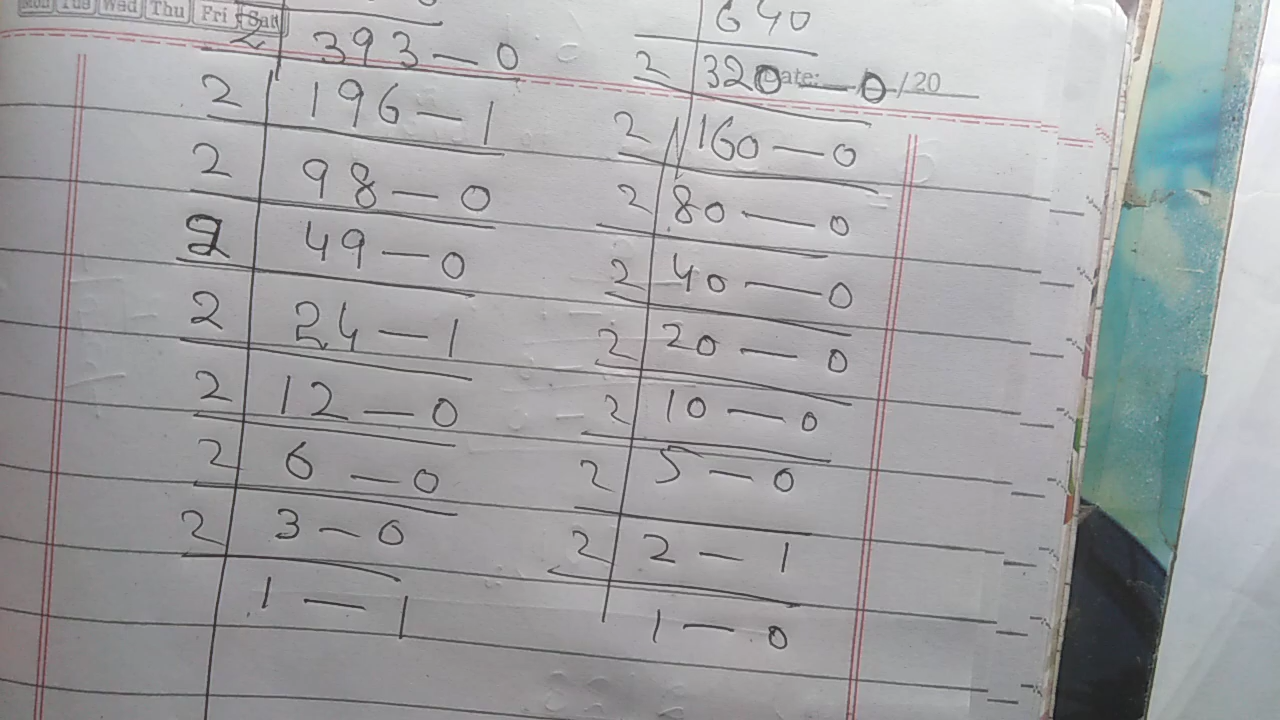 Mon Tue Wed Thu Fri Sat
640
2 393 — 0
2 320 — 0
Date: / /20
2 196 — 1
2 160 — 0
2 98 — 0
2 80 — 0
2 49 — 0
2 40 — 0
2 24 — 1
2 20 — 0
2 12 — 0
2 10 — 0
2 6 — 0
2 5 — 0
2 3 — 0
2 2 — 1
1 — 1
1 — 0